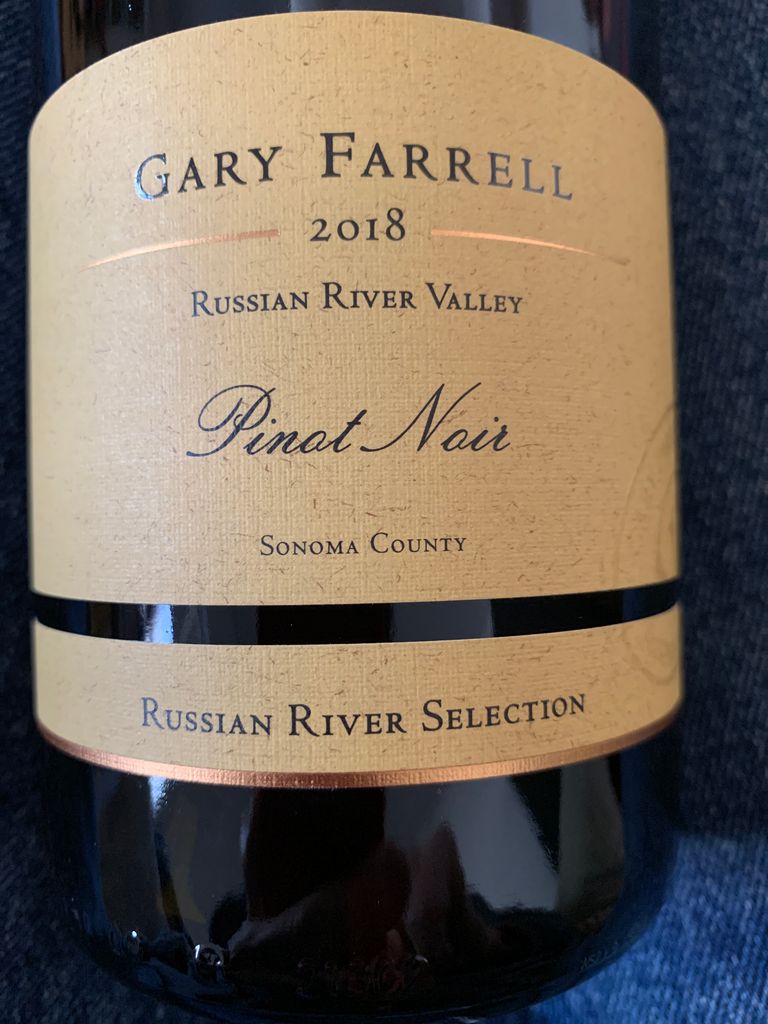 GARY FARRELL
2018
RUSSIAN RIVER VALLEY
Pinot Noir
SONOMA COUNTY
RUSSIAN RIVER SELECTION